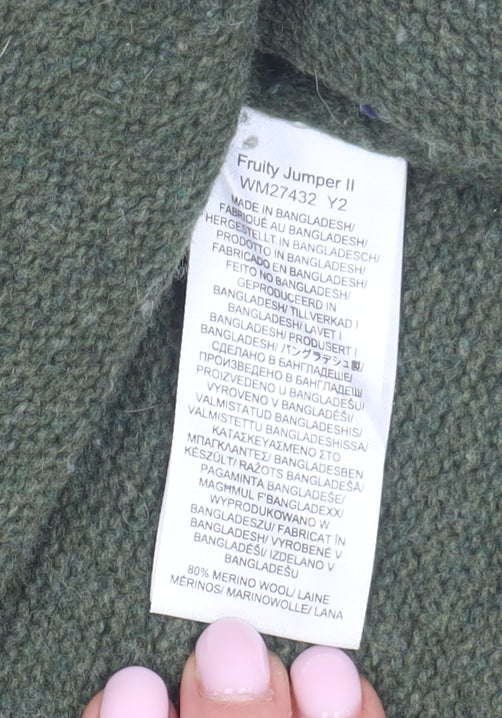 Fruity Jumper II
WM27432 Y2
MADE IN BANGLADESH/
FABRIQUÉ AU BANGLADESH/
HERGESTELLT IN BANGLADESCH/
PRODOTTO IN BANGLADESH/
FABRICADO EN BANGLADESH/
FEITO NO BANGLADESH/
GEPRODUCEERD IN
BANGLADESH/ TILLVERKAD I
BANGLADESH/ LAVET I
BANGLADESH/ PRODUSERT I
BANGLADESH/ バングラデシュ製/
СДЕЛАНО В БАНГЛАДЕШЕ/
ПРОИЗВЕДЕНО В БАНГЛАДЕШ/
PROIZVEDENO U BANGLADEŠU/
VYROVENO V BANGLADÉŠI/
VALMISTATUD BANGLADESHIS/
VALMISTETTU BANGLADESHISSA/
ΚΑΤΑΣΚΕΥΑΣΜΕΝΟ ΣΤΟ
ΜΠΑΓΚΛΑΝΤΕΣ/ BANGLADESBEN
KÉSZÜLT/ RAŽOTS BANGLADEŠĀ/
PAGAMINTA BANGLADEŠE/
MAGHMUL F'BANGLADEXX/
WYPRODUKOWANO W
BANGLADESZU/ FABRICAT ÎN
BANGLADESH/ VYROBENÉ V
BANGLADÉŠI/ IZDELANO V
BANGLADEŠU
80% MERINO WOOL/ LAINE
MÉRINOS/ MARINOWOLLE/ LANA